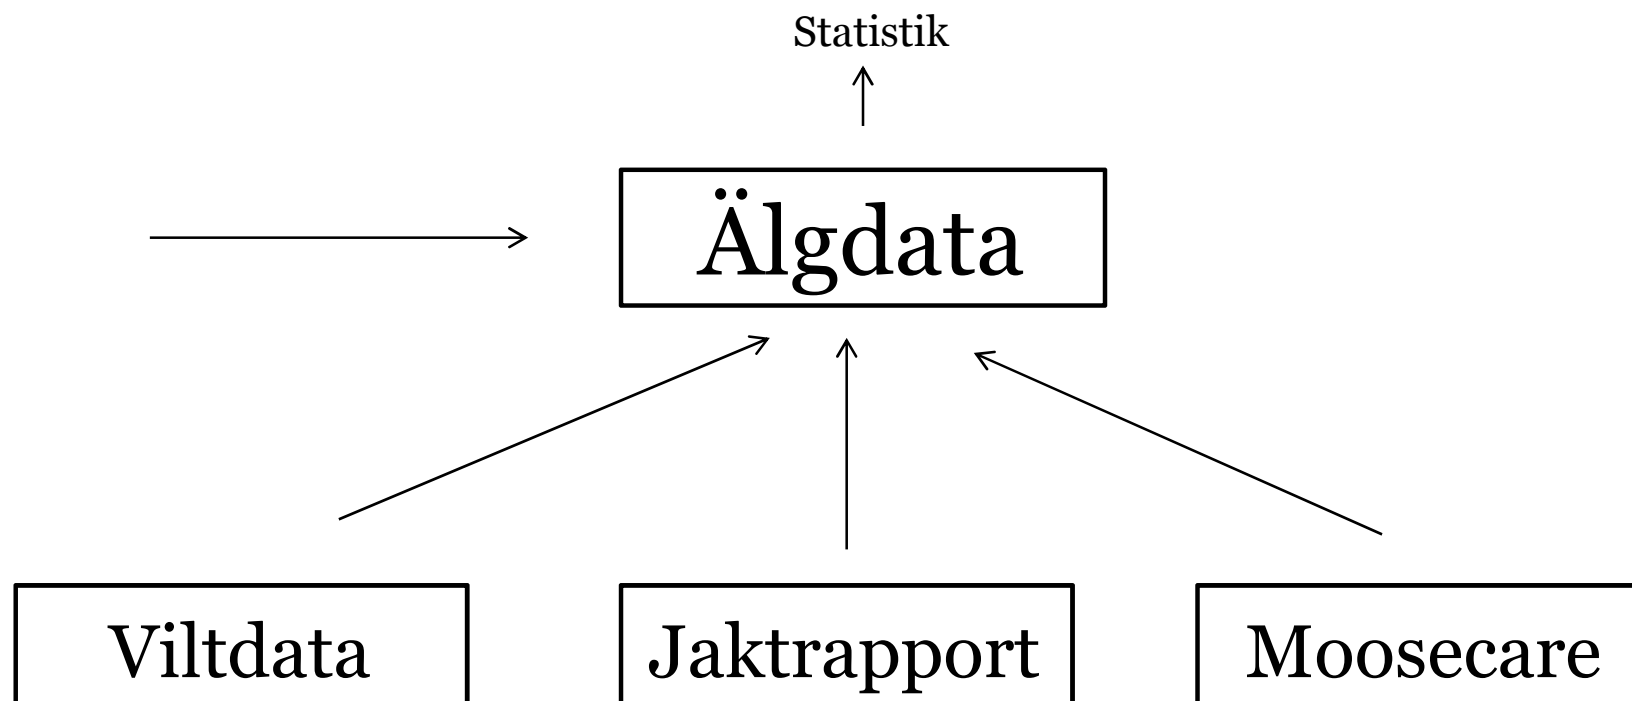 Statistik
Älgdata
Viltdata
Jaktrapport
Moosecare